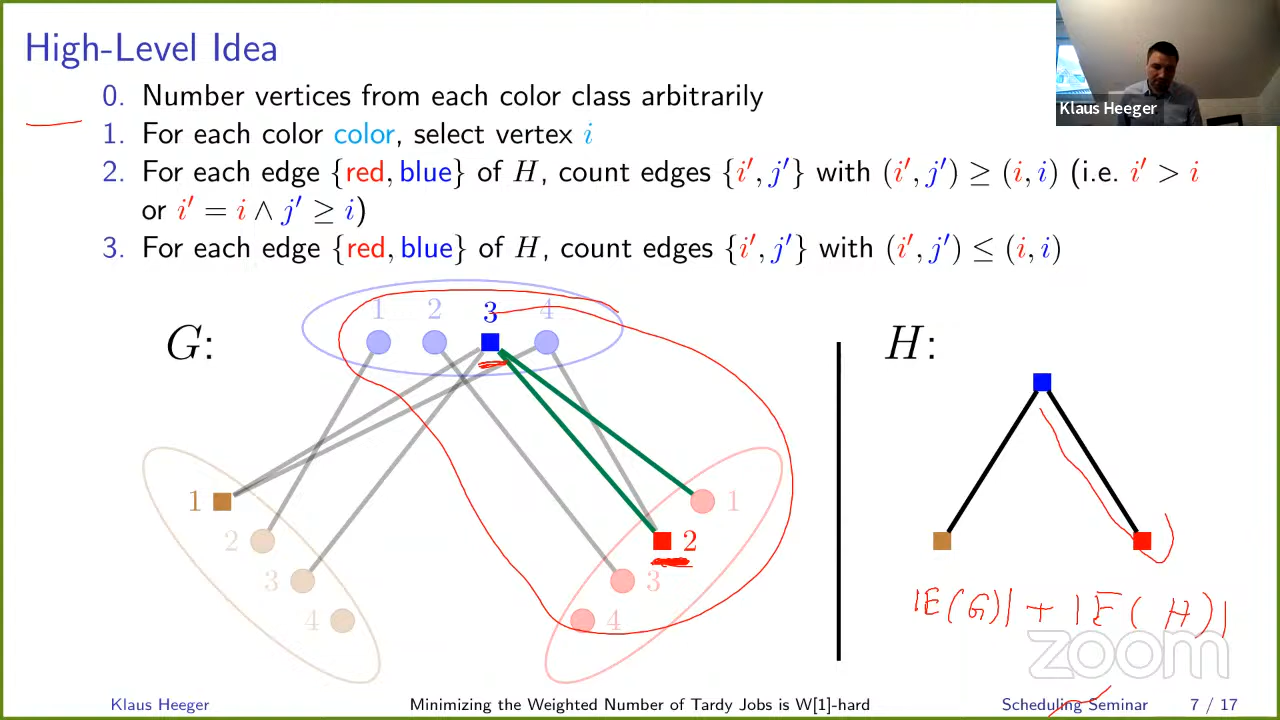 High-Level Idea
Klaus Heeger
0. Number vertices from each color class arbitrarily
1. For each color color, select vertex i
2. For each edge {red, blue} of H, count edges {i′, j′} with (i′, j′) ≥ (i, i) (i.e. i′ > i
or i′ = i ∧ j′ ≥ i)
3. For each edge {red, blue} of H, count edges {i′, j′} with (i′, j′) ≤ (i, i)
1 2 3 4
G:
H:
1
1
2
2
3
3
4
4
|E(G)| + |E(H)|
zoom
Klaus Heeger
Minimizing the Weighted Number of Tardy Jobs is W[1]-hard
Scheduling Seminar
7 / 17